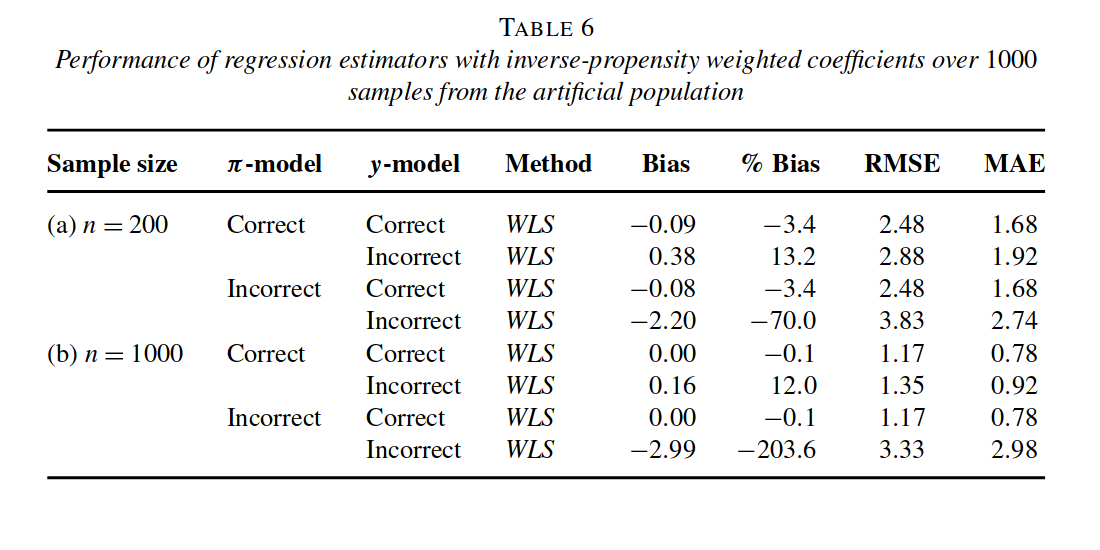 TABLE 6
Performance of regression estimators with inverse-propensity weighted coefficients over 1000
samples from the artificial population
Sample size π-model y-model Method Bias % Bias RMSE MAE
(a) n = 200 Correct Correct WLS −0.09 −3.4 2.48 1.68
Incorrect WLS 0.38 13.2 2.88 1.92
Incorrect Correct WLS −0.08 −3.4 2.48 1.68
Incorrect WLS −2.20 −70.0 3.83 2.74
(b) n = 1000 Correct Correct WLS 0.00 −0.1 1.17 0.78
Incorrect WLS 0.16 12.0 1.35 0.92
Incorrect Correct WLS 0.00 −0.1 1.17 0.78
Incorrect WLS −2.99 −203.6 3.33 2.98